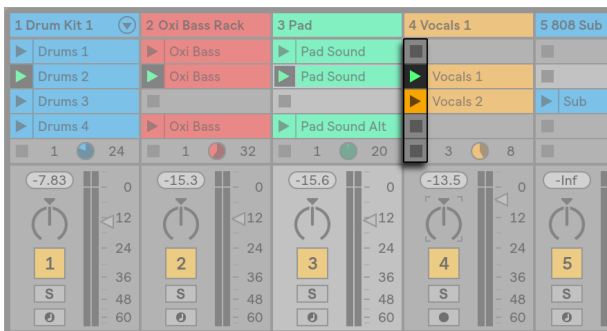 1 Drum Kit 1 2 Oxi Bass Rack 3 Pad 4 Vocals 1 5 808 Sub
Drums 1 Oxi Bass Pad Sound
Drums 2 Oxi Bass Pad Sound Vocals 1
Drums 3 Vocals 2 Sub
Drums 4 Oxi Bass Pad Sound Alt
1 24 1 32 1 20 3 8
-7.83 -15.3 -15.6 -13.5 -Inf
0 0 0 0
12 12 12 12
24 24 24 24
1 2 3 4 5
36 36 36 36
S S S S S
48 48 48 48
60 60 60 60